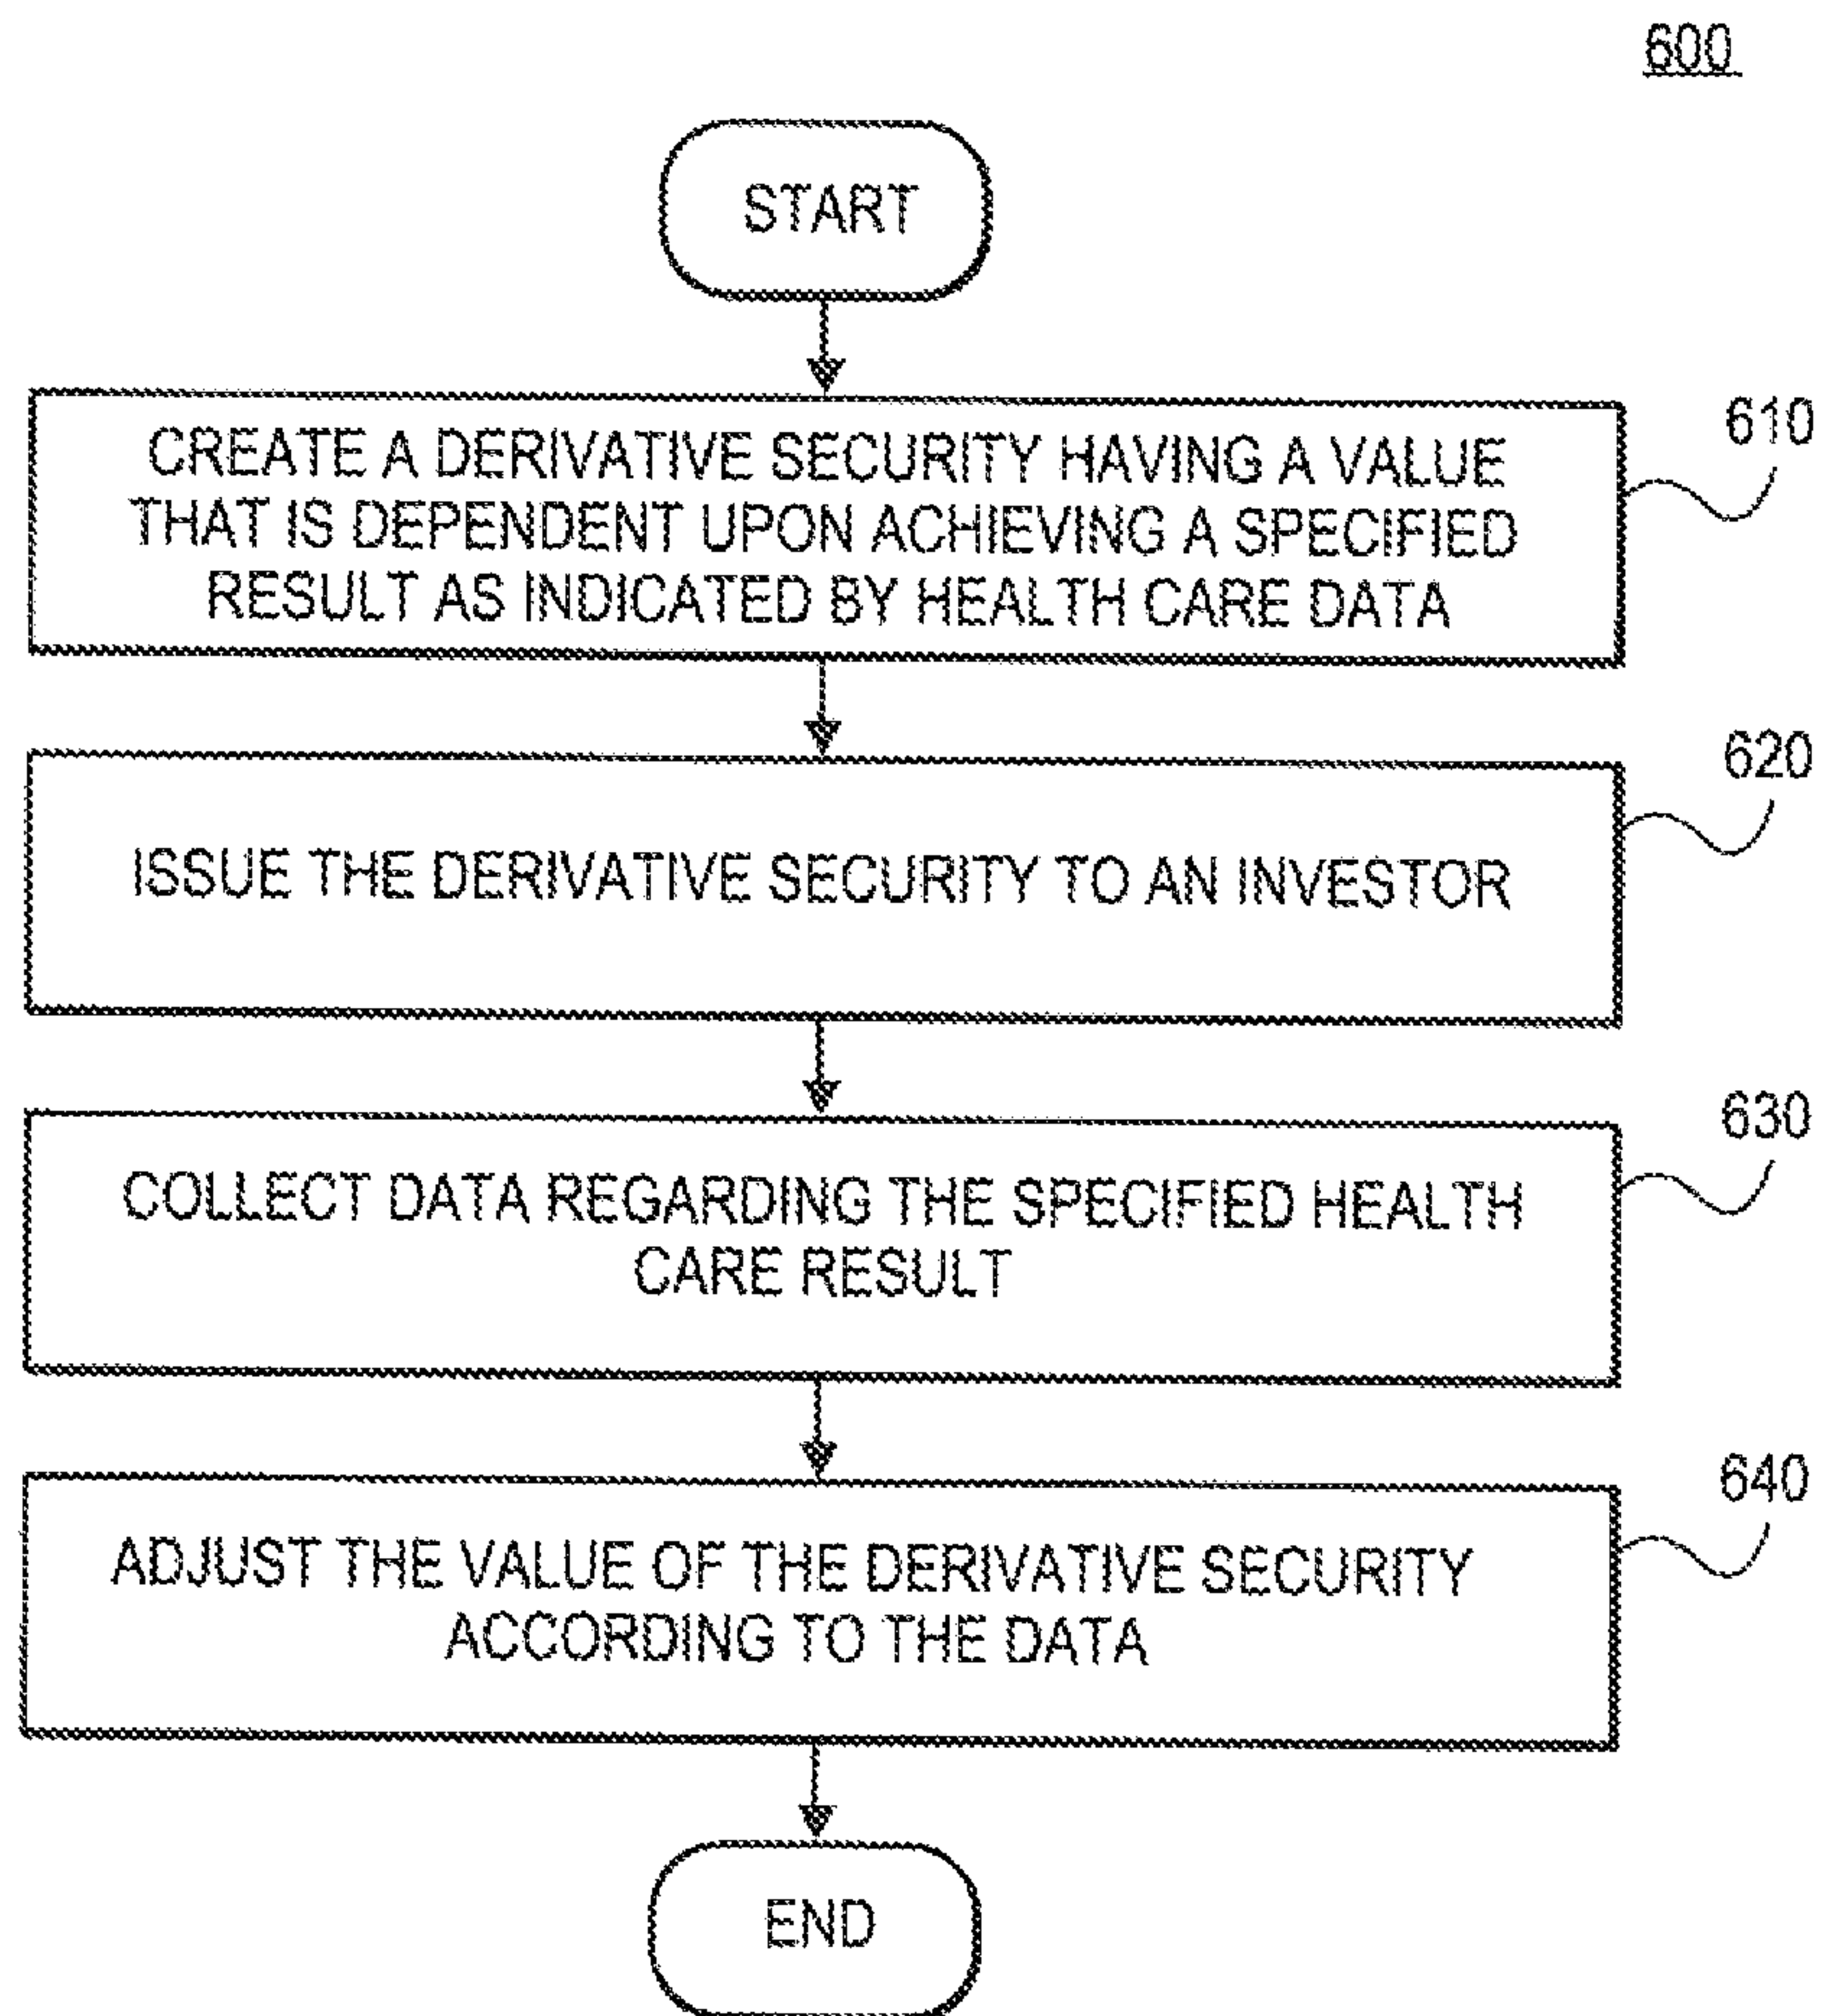 600
START
CREATE A DERIVATIVE SECURITY HAVING A VALUE
THAT IS DEPENDENT UPON ACHIEVING A SPECIFIED
RESULT AS INDICATED BY HEALTH CARE DATA
610
ISSUE THE DERIVATIVE SECURITY TO AN INVESTOR
620
COLLECT DATA REGARDING THE SPECIFIED HEALTH
CARE RESULT
630
ADJUST THE VALUE OF THE DERIVATIVE SECURITY
ACCORDING TO THE DATA
640
END